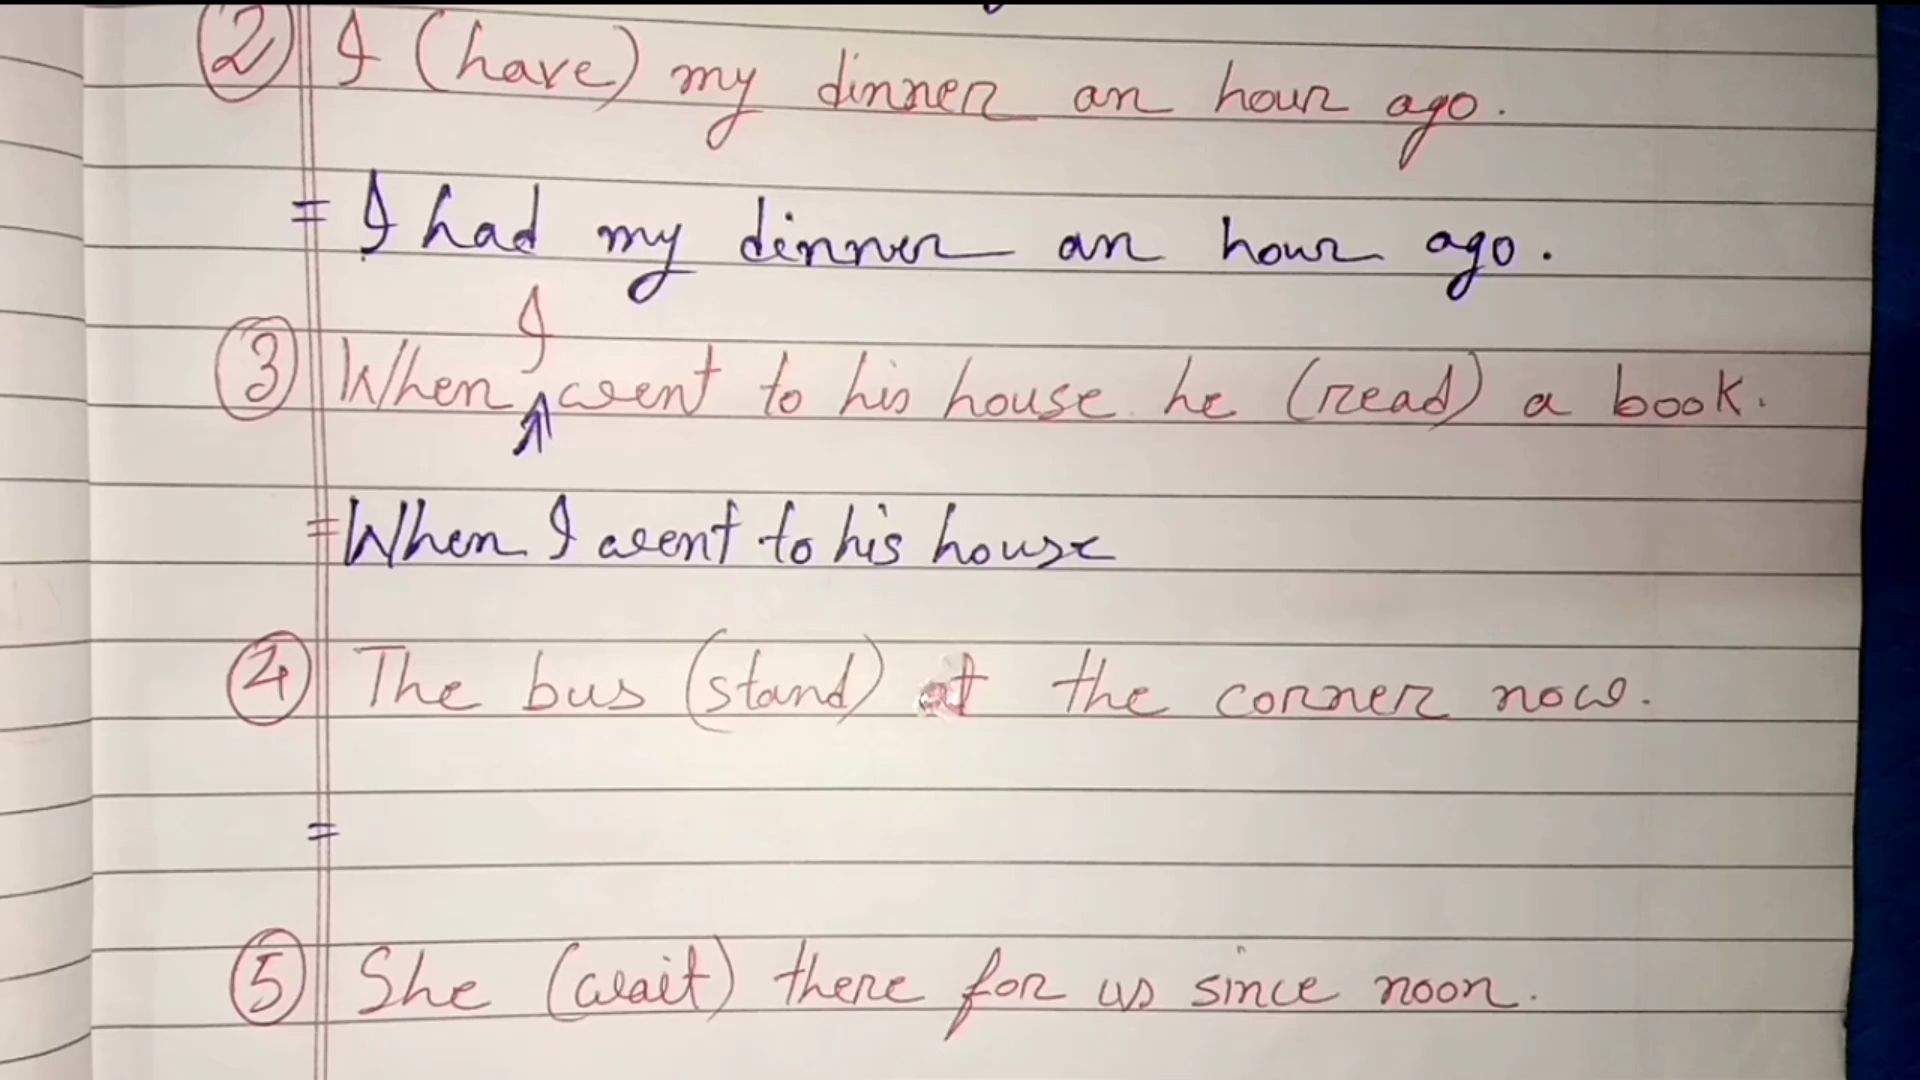 ② I (have) my dinner an hour ago.
= I had my dinner an hour ago.
I
③ When went to his house he (read) a book.
= When I went to his house
④ The bus (stand) at the corner now.
=
⑤ She (wait) there for us since noon.